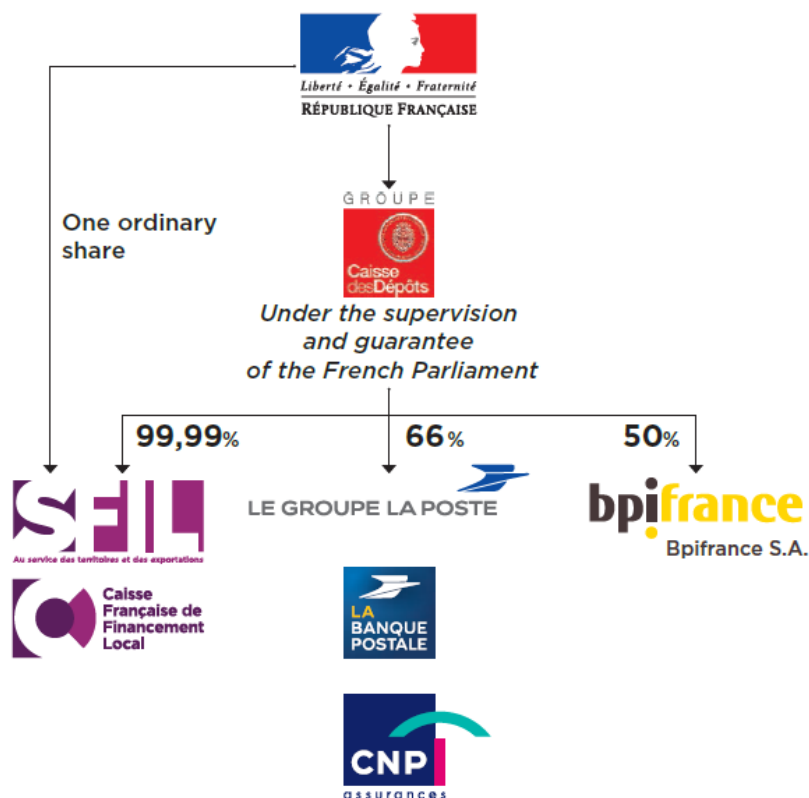 Liberté • Égalité • Fraternité
RÉPUBLIQUE FRANÇAISE
GROUPE
One ordinary
share
Caisse
desDépôts
Under the supervision
and guarantee
of the French Parliament
99,99%
66%
50%
SFIL
Au service des territoires et des exportations
LE GROUPE LA POSTE
bpifrance
Bpifrance S.A.
Caisse
Française de
Financement
Local
LA
BANQUE
POSTALE
CNP
assurances